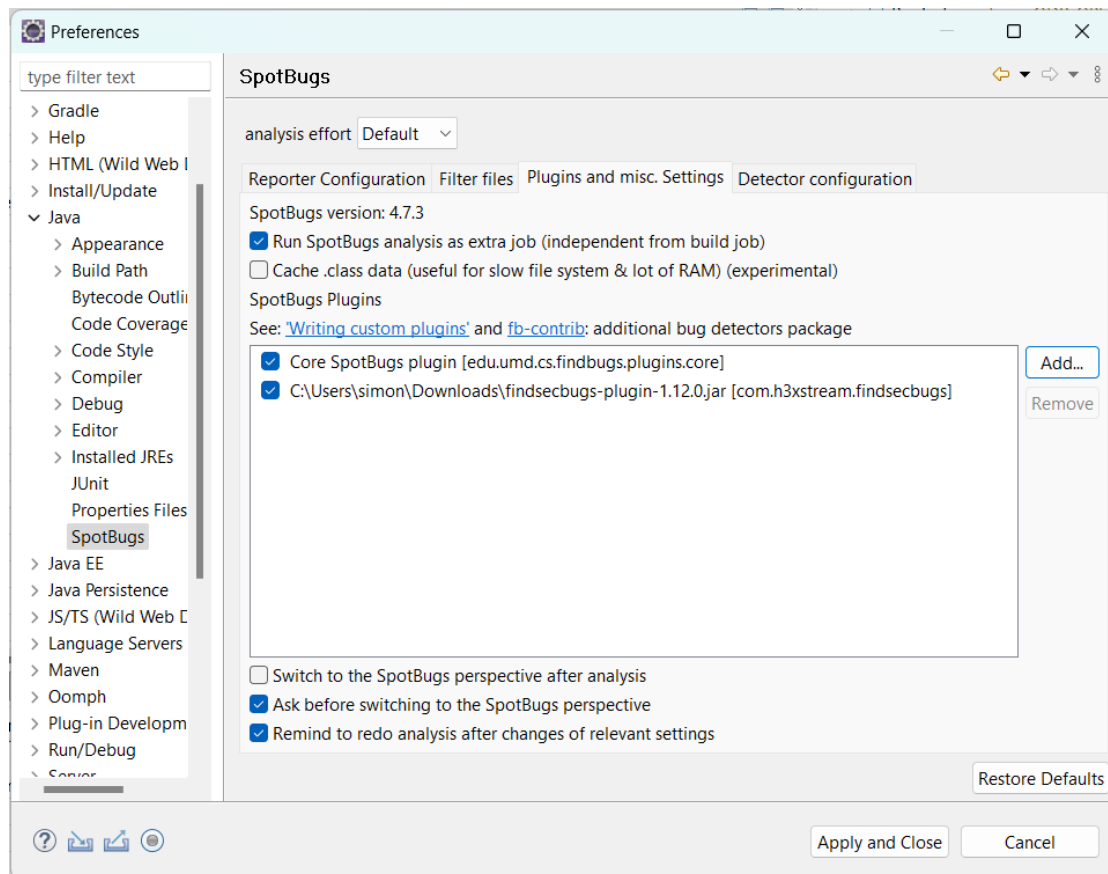 Preferences
type filter text
SpotBugs
Gradle
Help
HTML (Wild Web
Install/Update
Java
Appearance
Build Path
Bytecode Outli
Code Coverage
Code Style
Compiler
Debug
Editor
Installed JREs
JUnit
Properties Files
SpotBugs
Java EE
Java Persistence
JS/TS (Wild Web
Language Servers
Maven
Oomph
Plug-in Developm
Run/Debug
Server
analysis effort Default
Reporter Configuration Filter files Plugins and misc. Settings Detector configuration
SpotBugs version: 4.7.3
Run SpotBugs analysis as extra job (independent from build job)
Cache .class data (useful for slow file system & lot of RAM) (experimental)
SpotBugs Plugins
See: 'Writing custom plugins' and fb-contrib: additional bug detectors package
Core SpotBugs plugin [edu.umd.cs.findbugs.plugins.core]
C:\Users\simon\Downloads\findsecbugs-plugin-1.12.0.jar [com.h3xstream.findsecbugs]
Add...
Remove
Switch to the SpotBugs perspective after analysis
Ask before switching to the SpotBugs perspective
Remind to redo analysis after changes of relevant settings
Restore Defaults
Apply and Close
Cancel